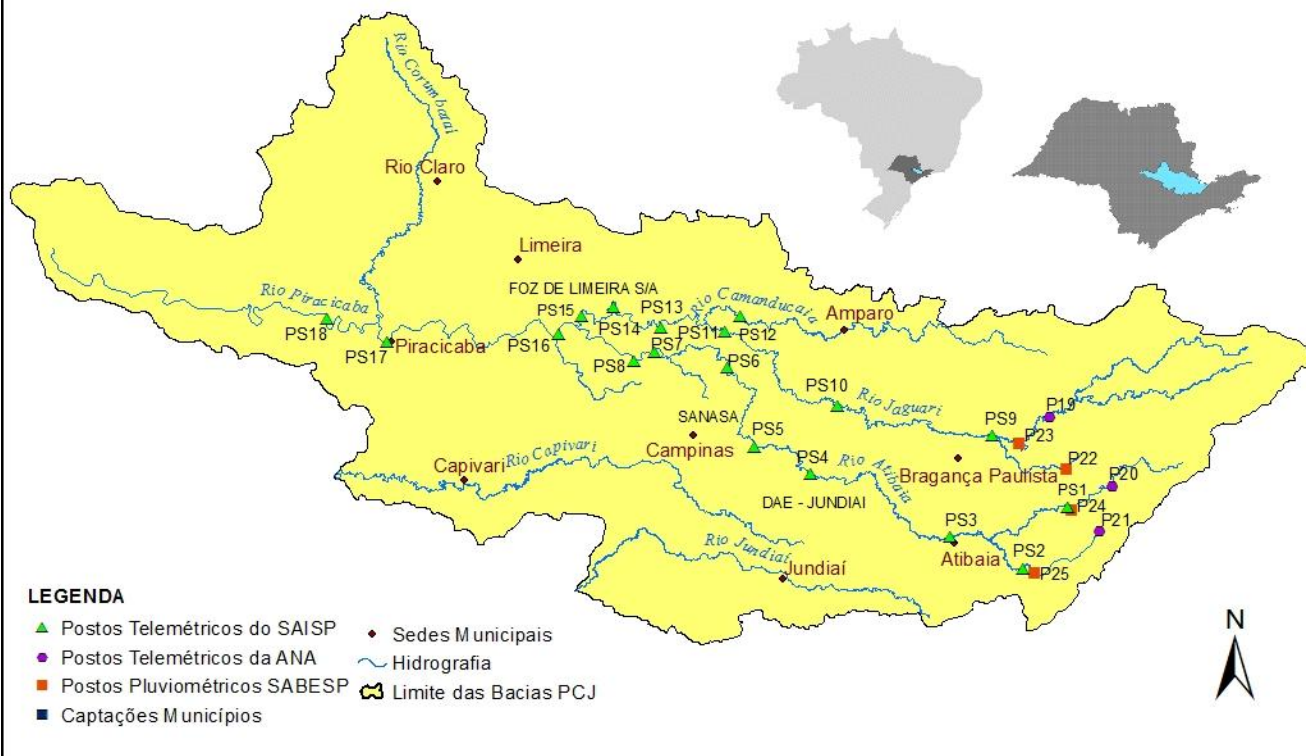 Rio Corumbataí
Rio Claro
Limeira
FOZ DE LIMEIRA S/A
Rio Piracicaba
PS18
PS17
Piracicaba
PS16
PS15
PS14
PS13
PS11
PS12
Rio Camanducaia
Amparo
PS8
PS7
PS6
PS10
Rio Jaguari
PS9
P19
P23
SANASA
Campinas
PS5
PS4
Rio Atibaia
Bragança Paulista
P22
P20
PS1
P24
P21
DAE - JUNDIAI
Capivari
Rio Capivari
PS3
Atibaia
PS2
P25
Rio Jundiaí
Jundiaí
LEGENDA
Postos Telemétricos do SAISP
Postos Telemétricos da ANA
Postos Pluviométricos SABESP
Captações Municípios
Sedes Municipais
Hidrografia
Limite das Bacias PCJ
N